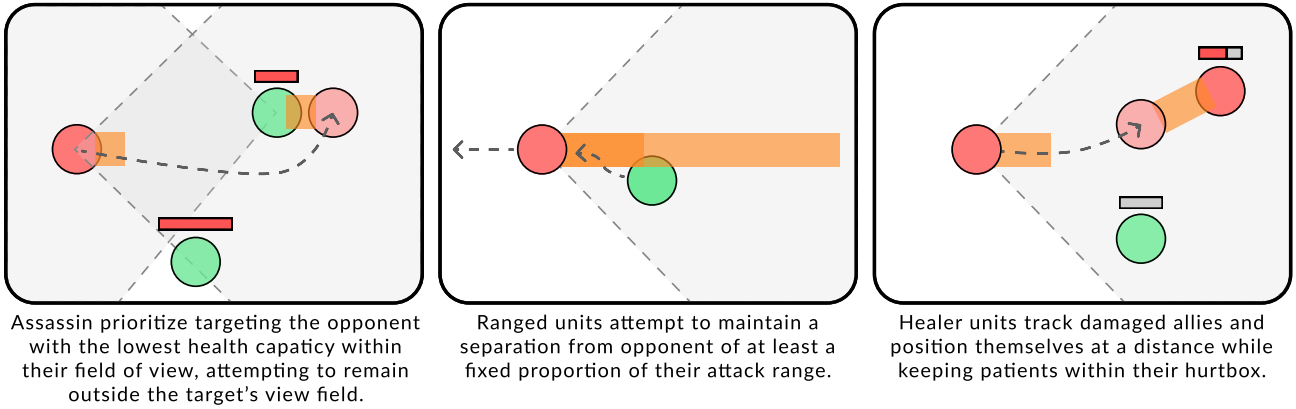 Assassin prioritize targeting the opponent
with the lowest health capaticy within
their field of view, attempting to remain
outside the target's view field.
Ranged units attempt to maintain a
separation from opponent of at least a
fixed proportion of their attack range.
Healer units track damaged allies and
position themselves at a distance while
keeping patients within their hurtbox.